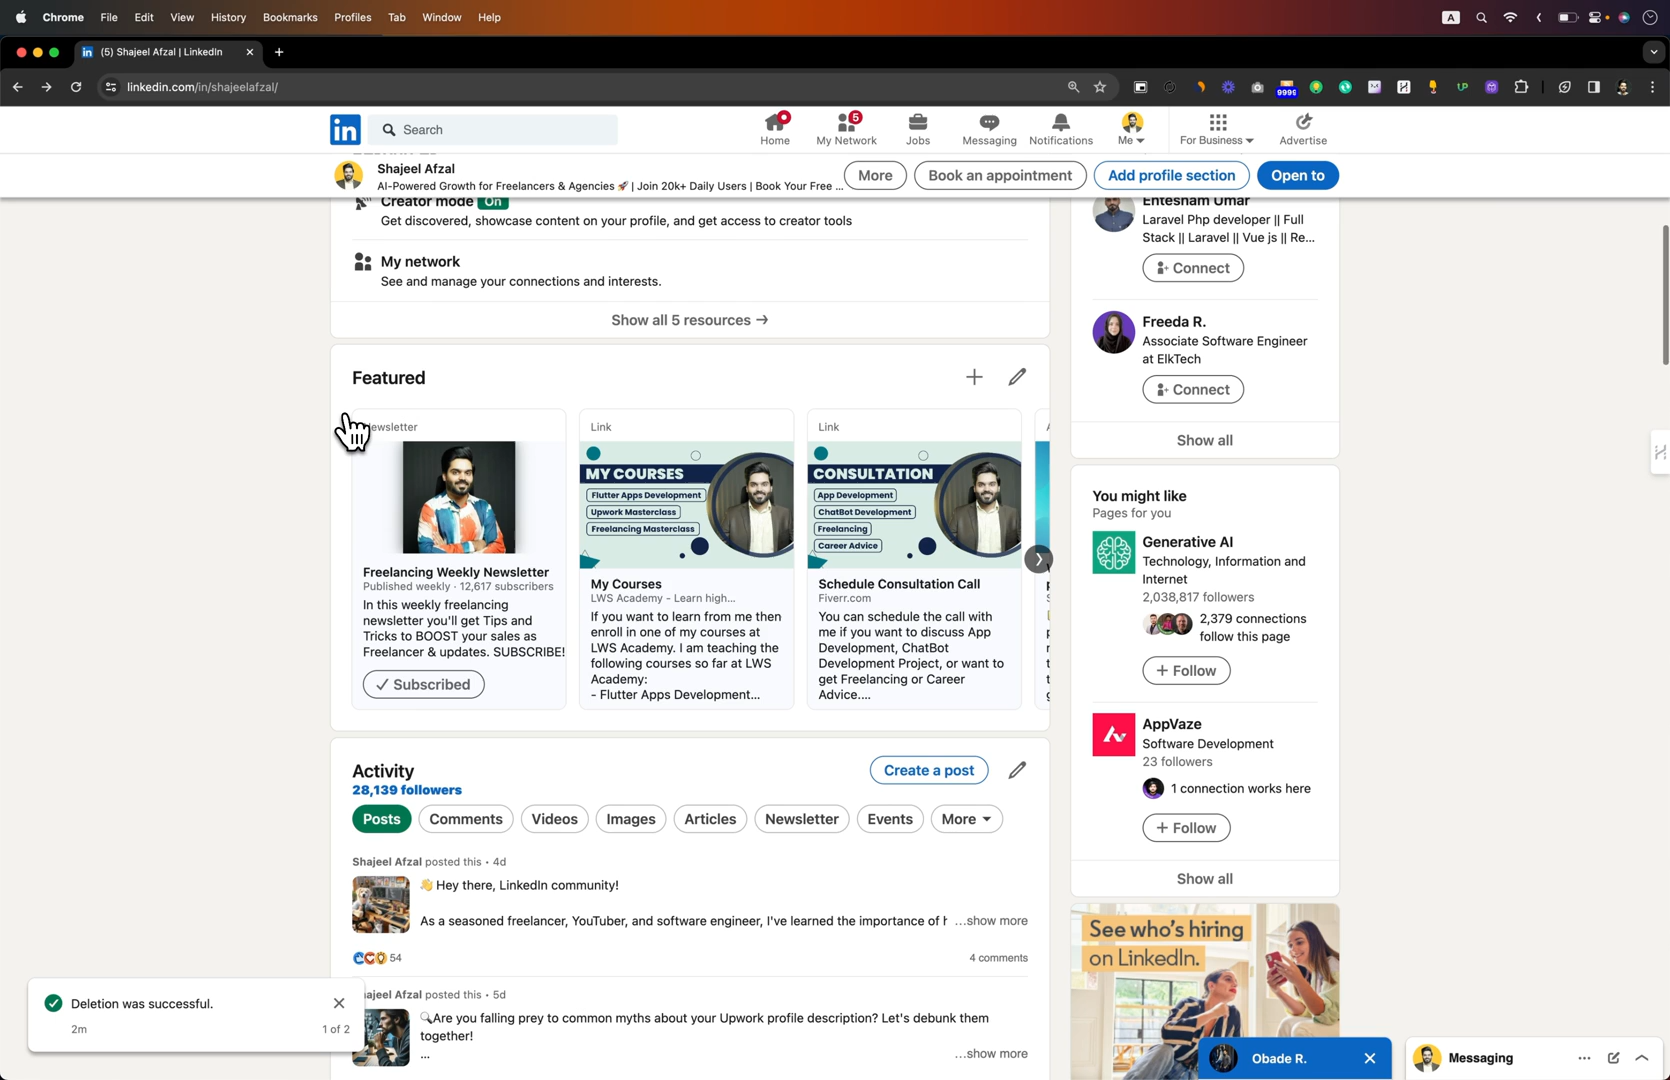 Chrome File Edit View History Bookmarks Profiles Tab Window Help
A
(5) Shajeel Afzal | LinkedIn
linkedin.com/in/shajeelafzal/
9999
UP
in
Search
Home
5
My Network
Jobs
Messaging
Notifications
Me
For Business
Advertise
Shajeel Afzal
AI-Powered Growth for Freelancers & Agencies 🚀 | Join 20k+ Daily Users | Book Your Free ...
More
Book an appointment
Add profile section
Open to
Creator mode On
Get discovered, showcase content on your profile, and get access to creator tools
My network
See and manage your connections and interests.
Show all 5 resources →
Featured
ewsletter
Freelancing Weekly Newsletter
Published weekly · 12,617 subscribers
In this weekly freelancing
newsletter you'll get Tips and
Tricks to BOOST your sales as
Freelancer & updates. SUBSCRIBE!
✓ Subscribed
Link
MY COURSES
Flutter Apps Development
Upwork Masterclass
Freelancing Masterclass
My Courses
LWS Academy - Learn high...
If you want to learn from me then
enroll in one of my courses at
LWS Academy. I am teaching the
following courses so far at LWS
Academy:
- Flutter Apps Development...
Link
CONSULTATION
App Development
ChatBot Development
Freelancing
Career Advice
Schedule Consultation Call
Fiverr.com
You can schedule the call with
me if you want to discuss App
Development, ChatBot
Development Project, or want to
get Freelancing or Career
Advice....
Activity
28,139 followers
Create a post
Posts
Comments
Videos
Images
Articles
Newsletter
Events
More
Shajeel Afzal posted this • 4d
👋 Hey there, LinkedIn community!
As a seasoned freelancer, YouTuber, and software engineer, I've learned the importance of h ...show more
54
4 comments
ajeel Afzal posted this • 5d
🔍Are you falling prey to common myths about your Upwork profile description? Let's debunk them
together!
...
...show more
Entesham Umar
Laravel Php developer || Full
Stack || Laravel || Vue js || Re...
Connect
Freeda R.
Associate Software Engineer
at ElkTech
Connect
Show all
You might like
Pages for you
Generative AI
Technology, Information and
Internet
2,038,817 followers
2,379 connections
follow this page
+ Follow
AppVaze
Software Development
23 followers
1 connection works here
+ Follow
Show all
See who's hiring
on LinkedIn.
Deletion was successful.
2m
1 of 2
Obade R.
Messaging